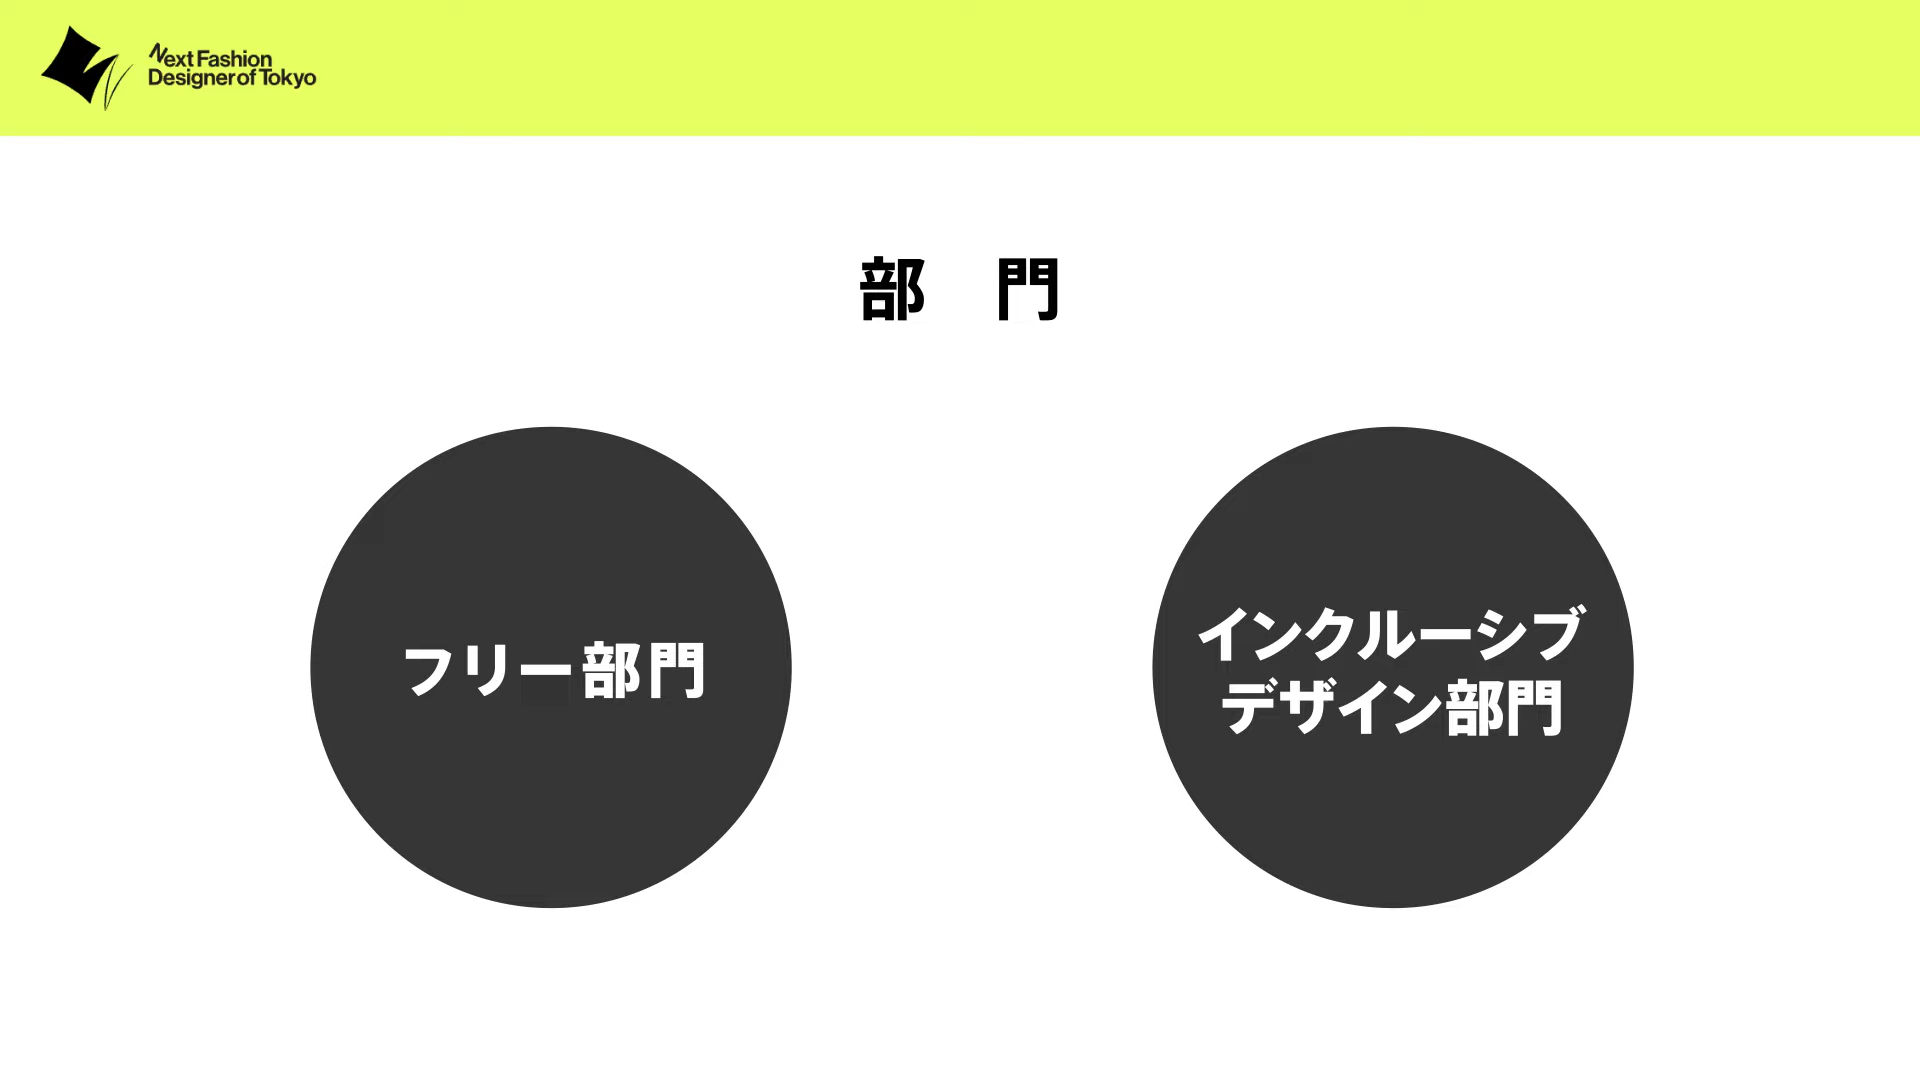 Next Fashion
Designer of Tokyo
部　門
フリー部門
インクルーシブ
デザイン部門